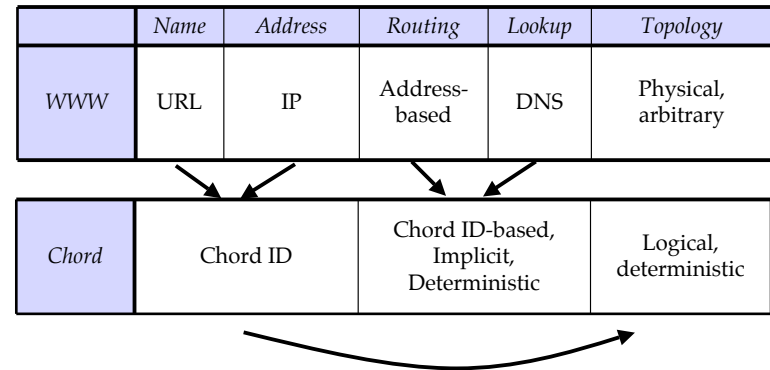 Name Address Routing Lookup Topology
WWW URL IP Address-
based DNS Physical,
arbitrary
Chord Chord ID Chord ID-based,
Implicit,
Deterministic Logical,
deterministic